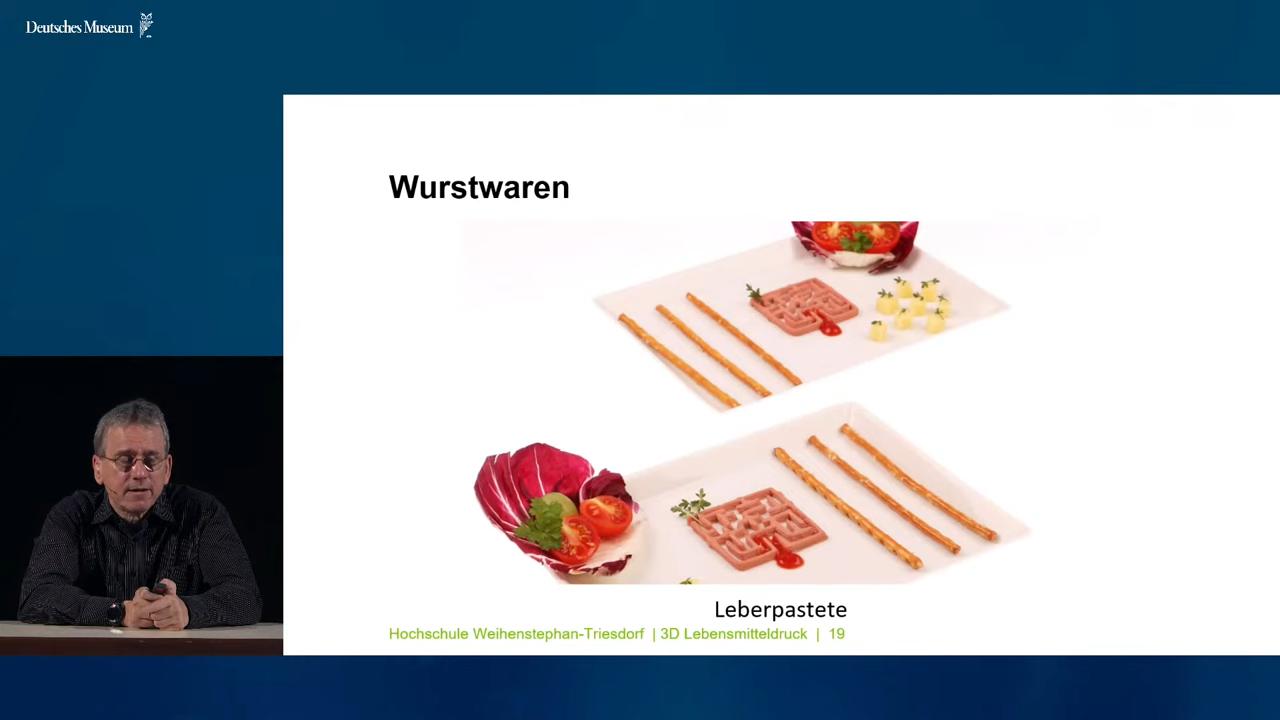 Deutsches Museum
Wurstwaren
Leberpastete
Hochschule Weihenstephan-Triesdorf | 3D Lebensmitteldruck | 19